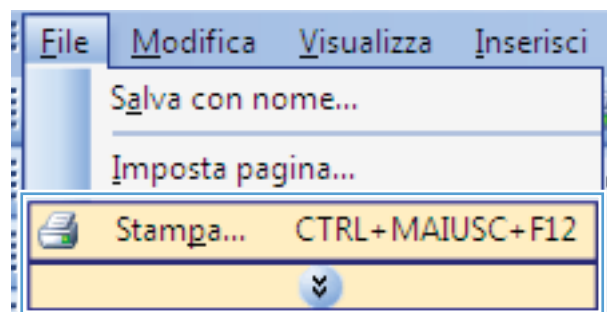 File Modifica Visualizza Inserisci
Salva con nome...
Imposta pagina...
Stampa... CTRL+MAIUSC+F12